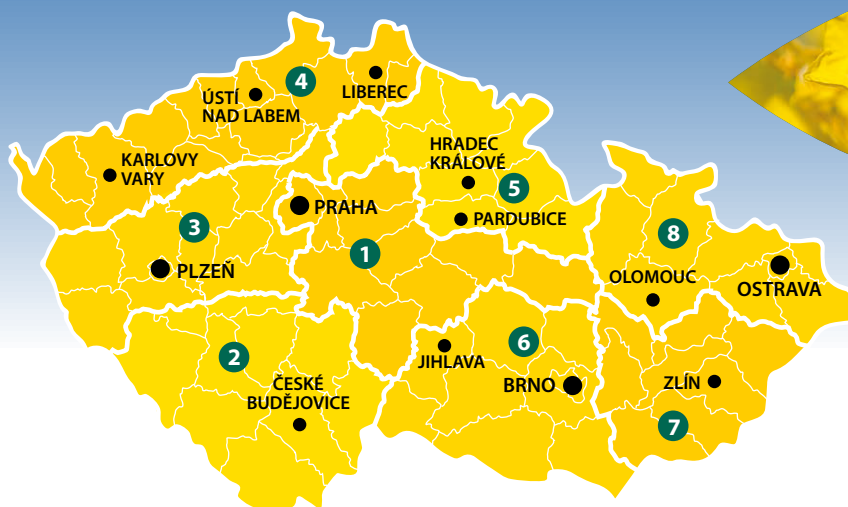 4
ÚSTÍ
NAD LABEM
LIBEREC
KARLOVY
VARY
HRADEC
KRÁLOVÉ
5
PARDUBICE
PRAHA
3
PLZEŇ
1
8
OLOMOUC
OSTRAVA
2
ČESKÉ
BUDĚJOVICE
JIHLAVA
6
BRNO
ZLÍN
7